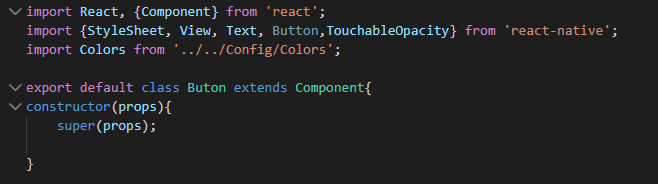 import React, {Component} from 'react';
import {StyleSheet, View, Text, Button,TouchableOpacity} from 'react-native';
import Colors from '../../Config/Colors';
export default class Buton extends Component{
constructor(props){
super(props);
}